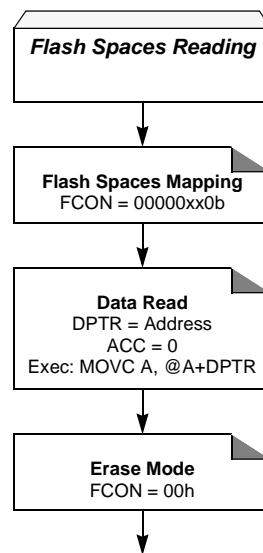 Flash Spaces Reading
Flash Spaces Mapping
FCON = 00000xx0b
Data Read
DPTR = Address
ACC = 0
Exec: MOVC A, @A+DPTR
Erase Mode
FCON = 00h